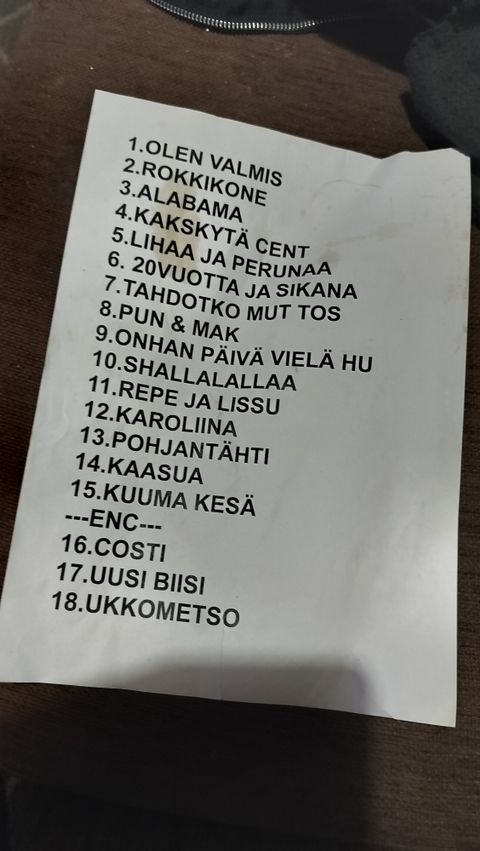 1.OLEN VALMIS
2.ROKKIKONE
3.ALABAMA
4.KAKSKYTÄ CENT
5.LIHAA JA PERUNAA
6. 20VUOTTA JA SIKANA
7.TAHDOTKO MUT TOS
8.PUN & MAK
9.ONHAN PÄIVÄ VIELÄ HU
10.SHALLALALLAA
11.REPE JA LISSU
12.KAROLIINA
13.POHJANTÄHTI
14.KAASUA
15.KUUMA KESÄ
---ENC---
16.COSTI
17.UUSI BIISI
18.UKKOMETSO